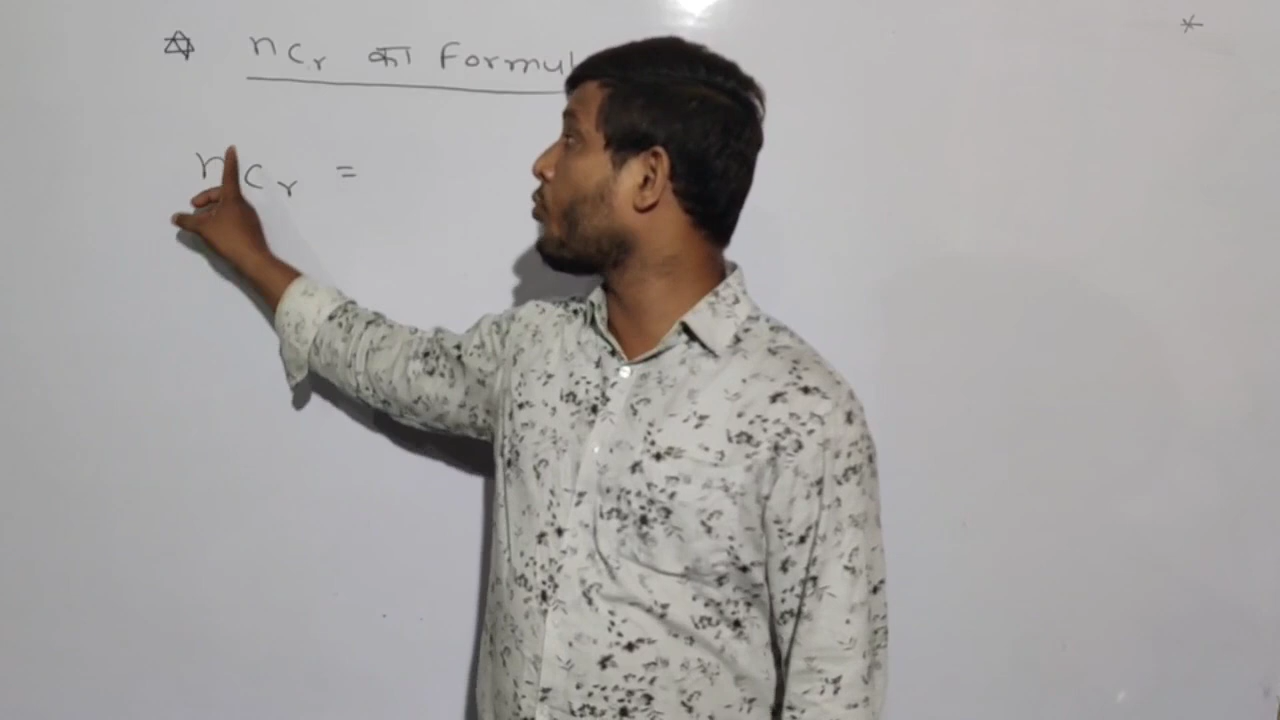 ✡ nCr का Formul
*
nCr =